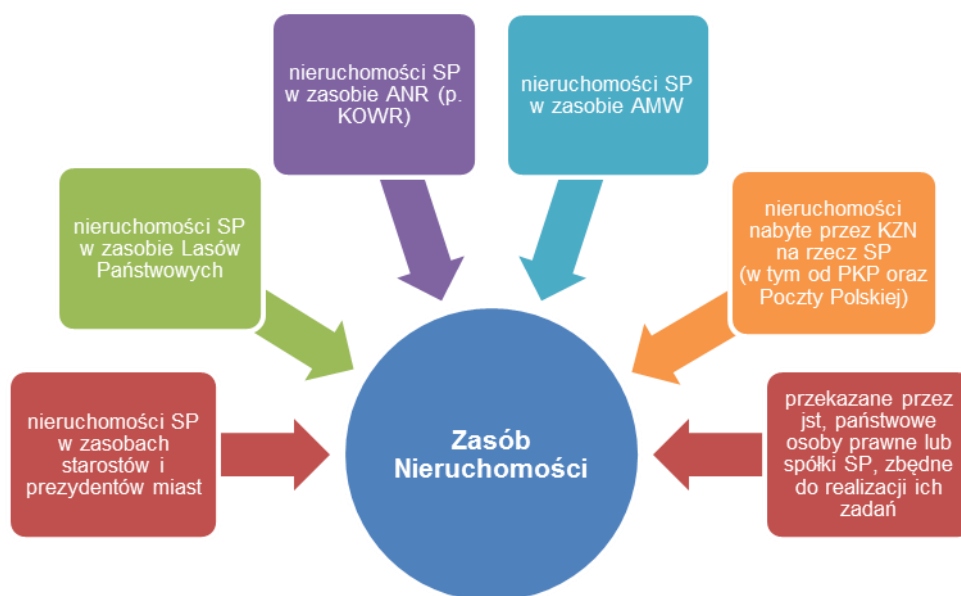 nieruchomości SP
w zasobie ANR (p.
KOWR)
nieruchomości SP
w zasobie AMW
nieruchomości SP
w zasobie Lasów
Państwowych
nieruchomości
nabyte przez KZN
na rzecz SP
(w tym od PKP oraz
Poczty Polskiej)
nieruchomości SP
w zasobach
starostów i
prezydentów miast
Zasób
Nieruchomości
przekazane przez
jst, państwowe
osoby prawne lub
spółki SP, zbędne
do realizacji ich
zadań